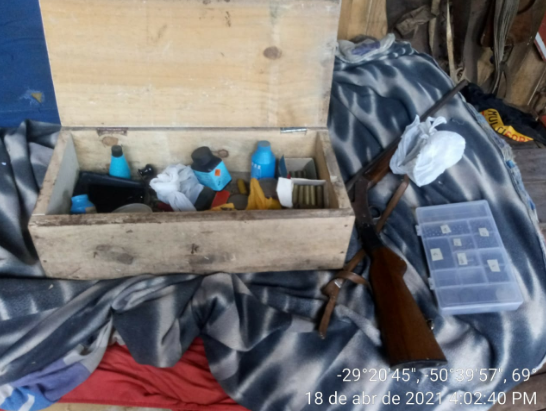 -29°20'45", 50°39'57', 69°
18 de abr de 2021 4:02:40 PM